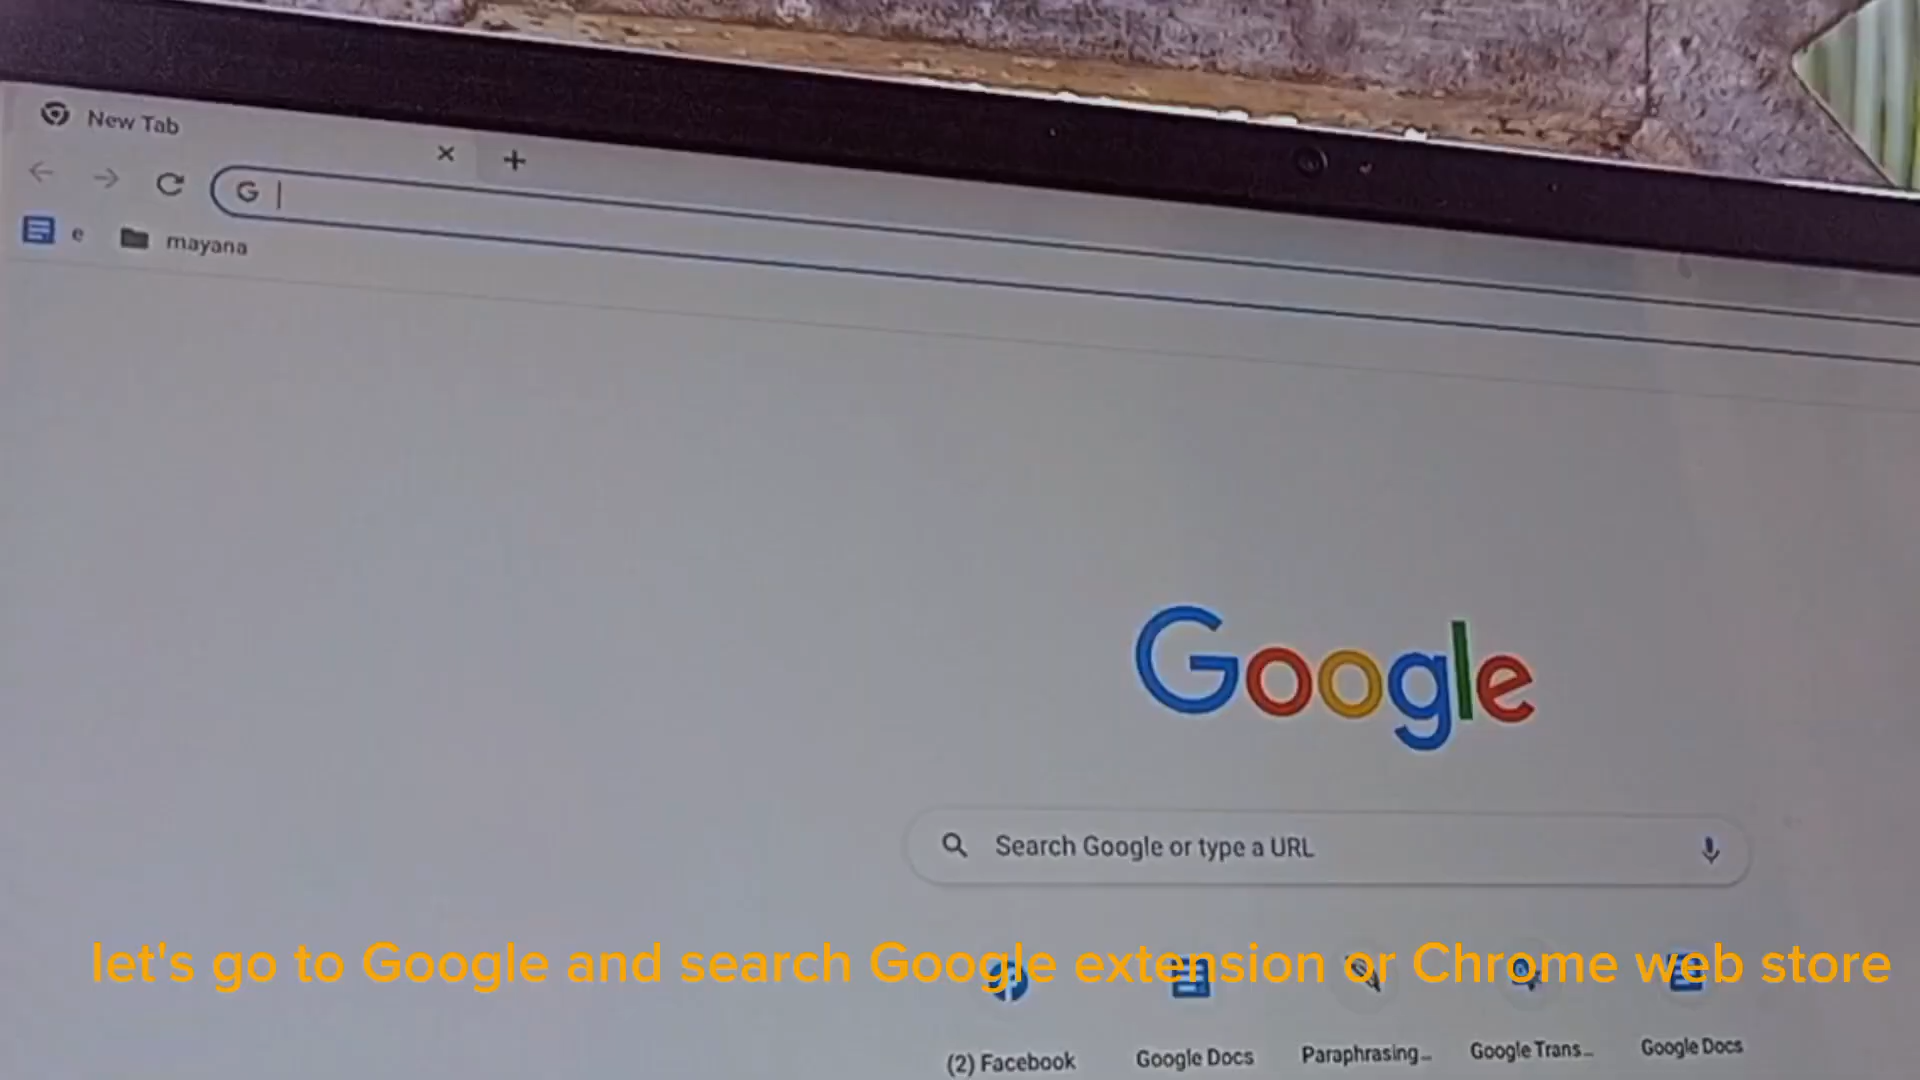 New Tab
G
e mayana
Google
Search Google or type a URL
let's go to Google and search Google extension or Chrome web store
(2) Facebook Google Docs Paraphrasing... Google Trans... Google Docs